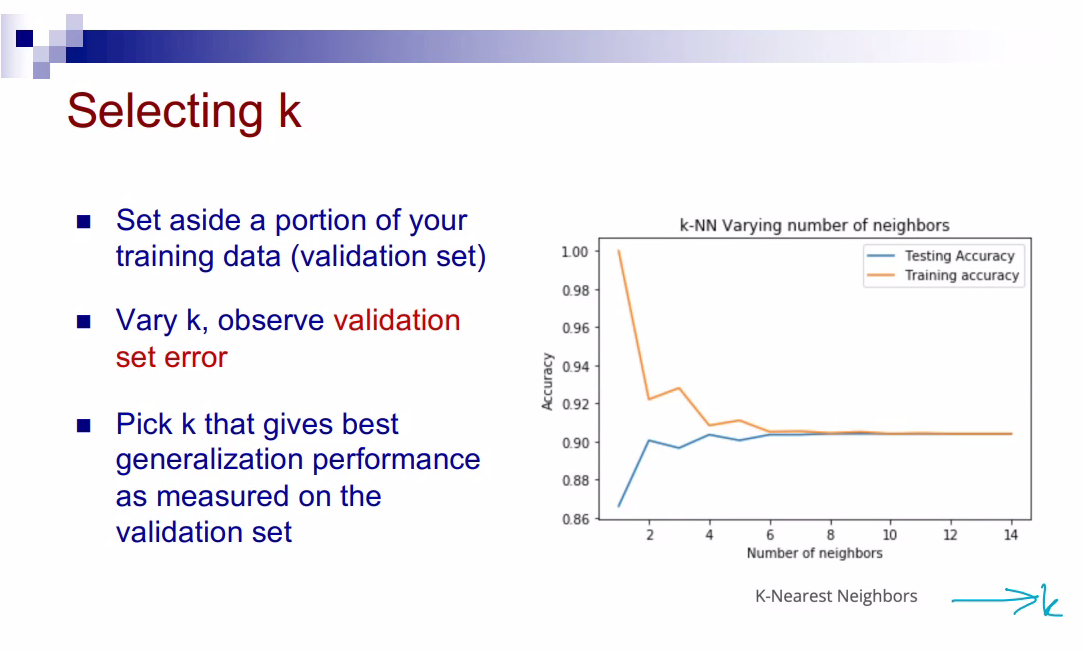 Selecting k
Set aside a portion of your
training data (validation set)
Vary k, observe validation
set error
Pick k that gives best
generalization performance
as measured on the
validation set
k-NN Varying number of neighbors
Testing Accuracy
Training accuracy
1.00
0.98
0.96
0.94
0.92
0.90
0.88
0.86
Accuracy
2 4 6 8 10 12 14
Number of neighbors
K-Nearest Neighbors
k